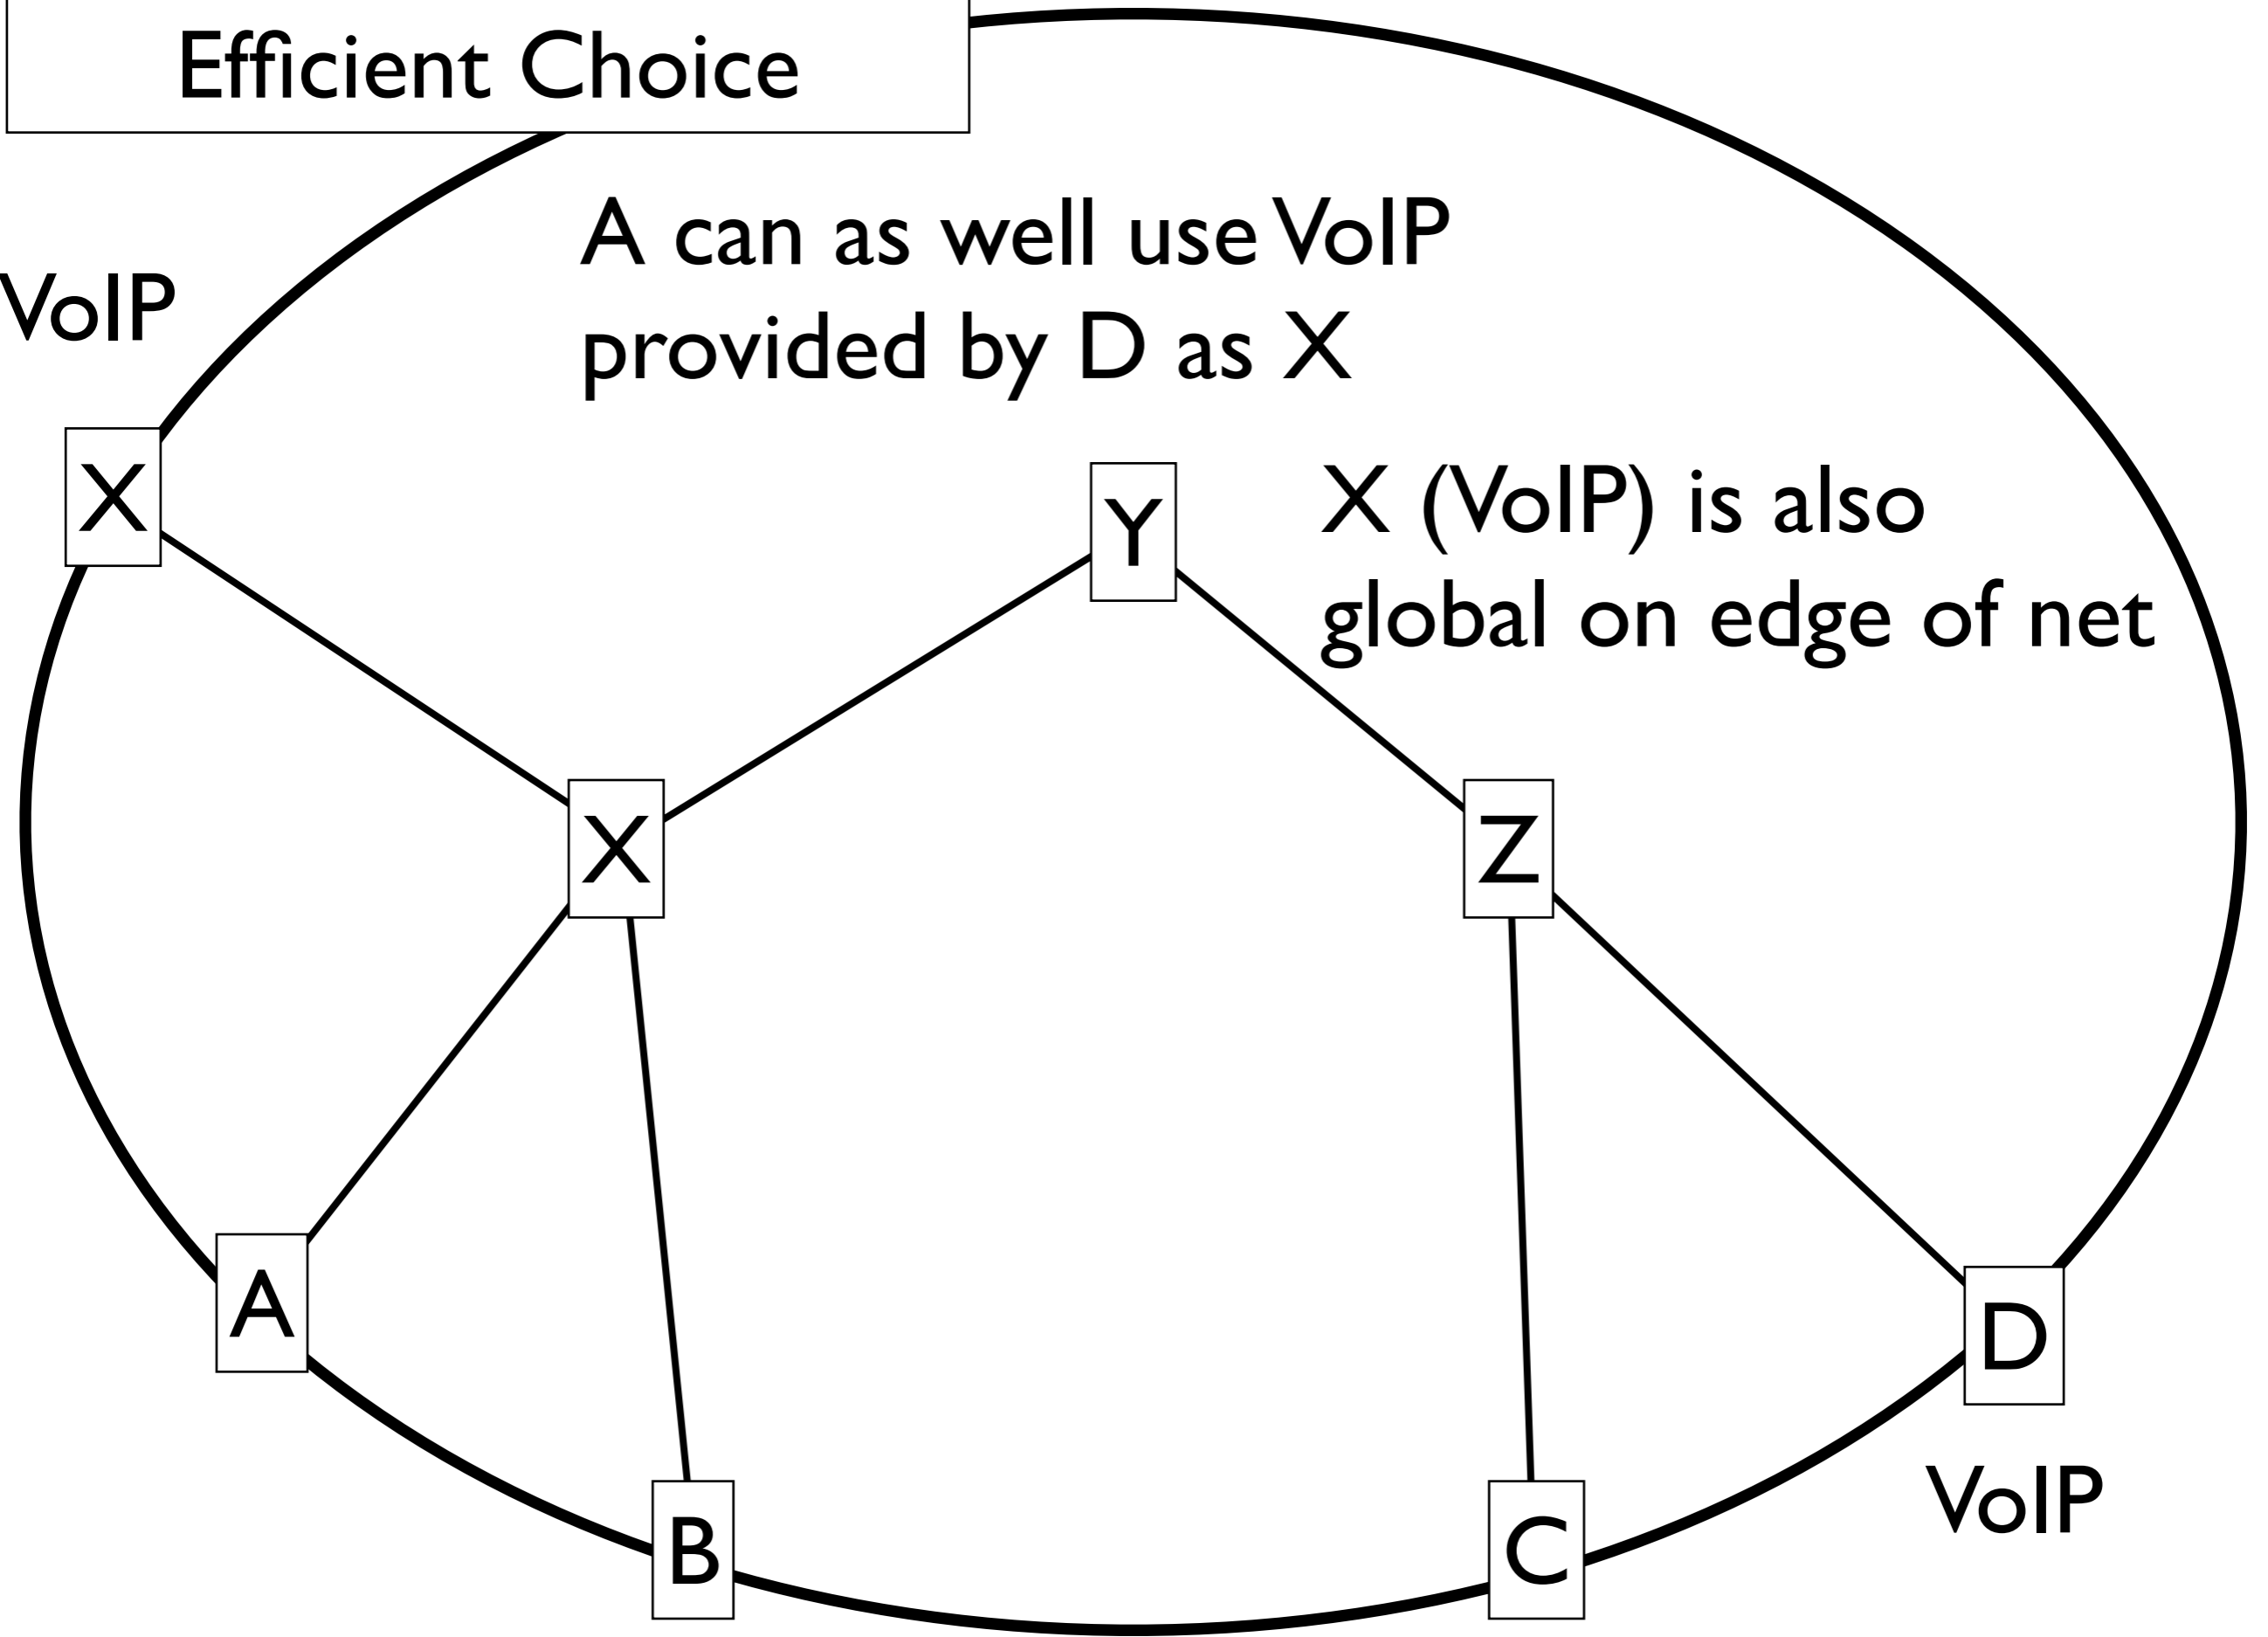 Efficient Choice
A can as well use VoIP
provided by D as X
VoIP
X
Y
X (VoIP) is also
global on edge of net
X
Z
A
D
B
C
VoIP